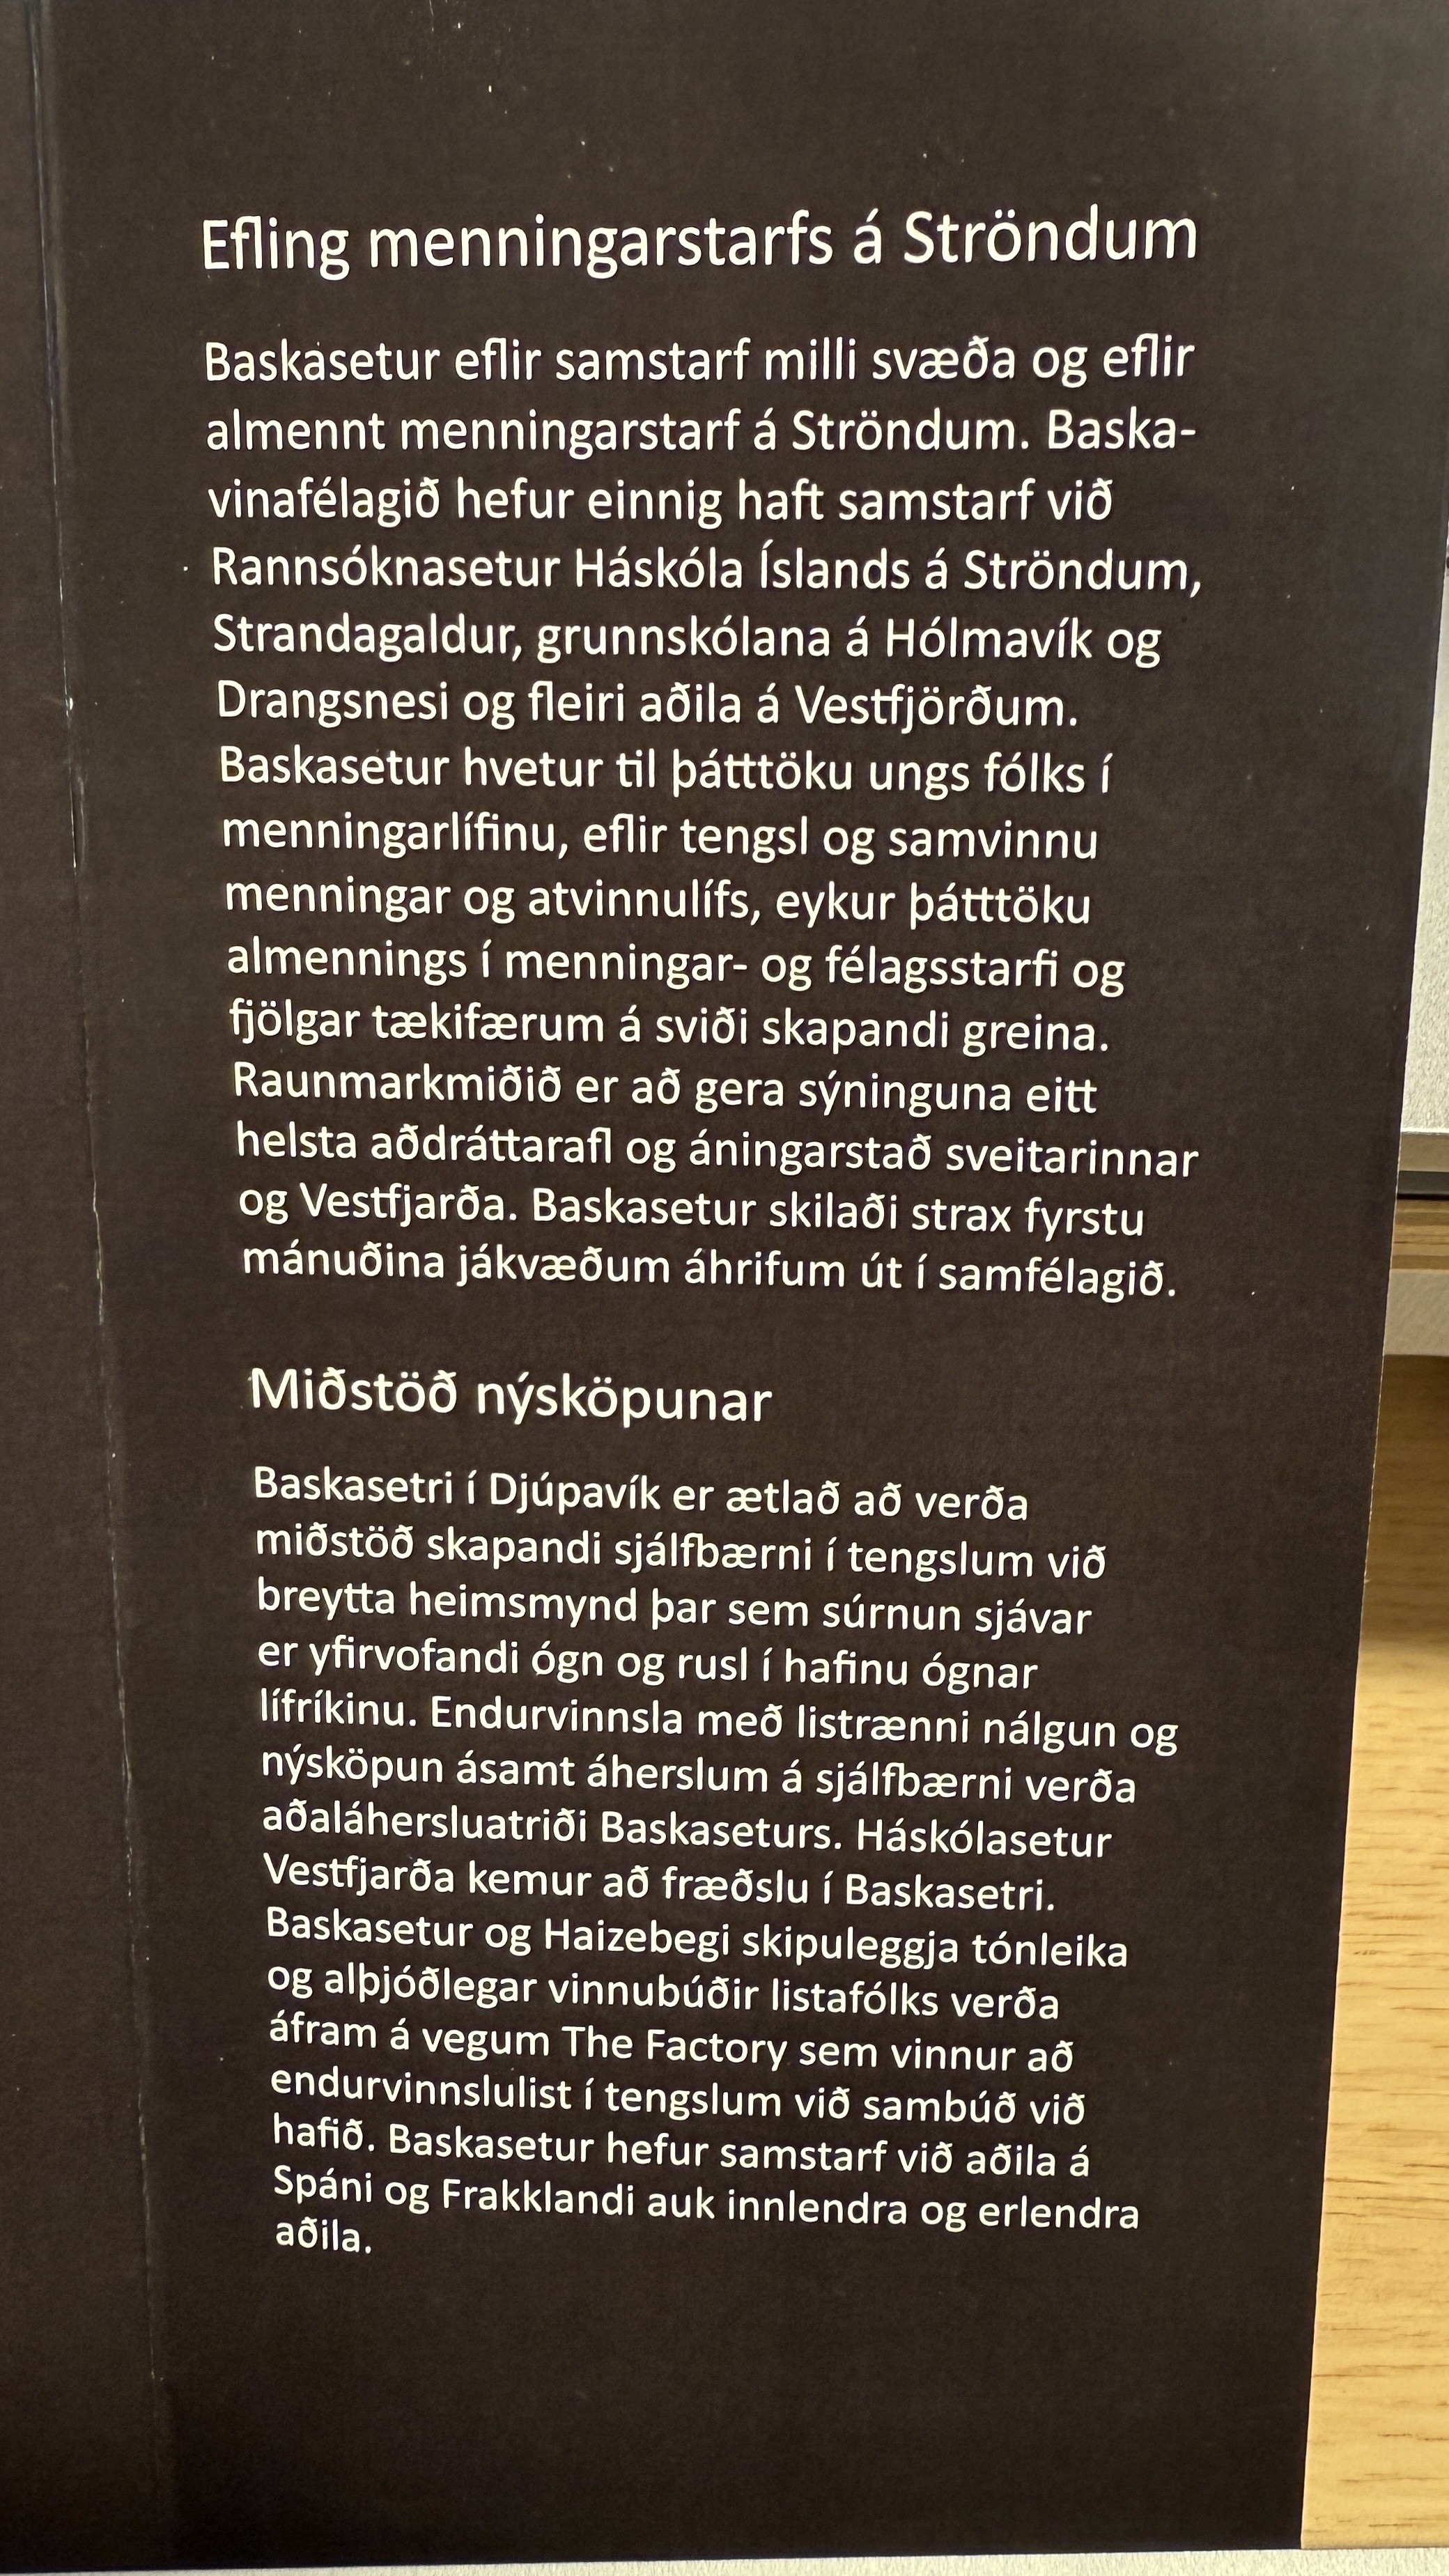 Efling menningarstarfs á Ströndum
Baskasetur eflir samstarf milli svæða og eflir
almennt menningarstarf á Ströndum. Baska-
vinafélagið hefur einnig haft samstarf við
Rannsóknasetur Háskóla Íslands á Ströndum,
Strandagaldur, grunnskólana á Hólmavík og
Drangsnesi og fleiri aðila á Vestfjörðum.
Baskasetur hvetur til þátttöku ungs fólks í
menningarlífinu, eflir tengsl og samvinnu
menningar og atvinnulífs, eykur þátttöku
almennings í menningar- og félagsstarfi og
fjölgar tækifærum á sviði skapandi greina.
Raunmarkmiðið er að gera sýninguna eitt
helsta aðdráttarafl og áningarstað sveitarinnar
og Vestfjarða. Baskasetur skilaði strax fyrstu
mánuðina jákvæðum áhrifum út í samfélagið.
Miðstöð nýsköpunar
Baskasetri í Djúpavík er ætlað að verða
miðstöð skapandi sjálfbærni í tengslum við
breytta heimsmynd þar sem súrnun sjávar
er yfirvofandi ógn og rusl í hafinu ógnar
lífríkinu. Endurvinnsla með listrænni nálgun og
nýsköpun ásamt áherslum á sjálfbærni verða
aðaláhersluatriði Baskaseturs. Háskólasetur
Vestfjarða kemur að fræðslu í Baskasetri.
Baskasetur og Haizebegi skipuleggja tónleika
og alþjóðlegar vinnubúðir listafólks verða
áfram á vegum The Factory sem vinnur að
endurvinnslulist í tengslum við sambúð við
hafið. Baskasetur hefur samstarf við aðila á
Spáni og Frakklandi auk innlendra og erlendra
aðila.